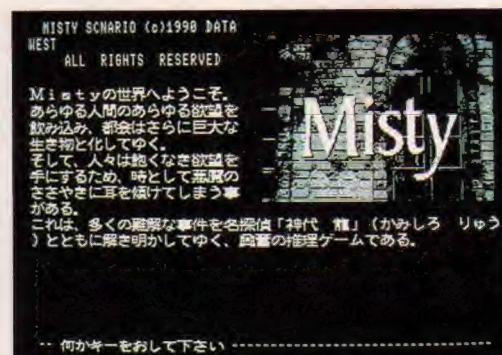 MISTY SCNARIO (c)1990 DATA
WEST
ALL RIGHTS RESERVED
Mistyの世界へようこそ。
あらゆる人間のあらゆる欲望を
飲み込み、都会はさらに巨大な
生き物と化してゆく。
そして、人々は飽くなき欲望を
手にするため、時として悪魔の
ささやきに耳を傾けてしまう事
がある。
これは、多くの難解な事件を名探偵「神代　龍」(かみしろ　りゅう
)とともに解き明かしてゆく、興奮の推理ゲームである。
Misty
-- 何かキーをおして下さい --------------------------------